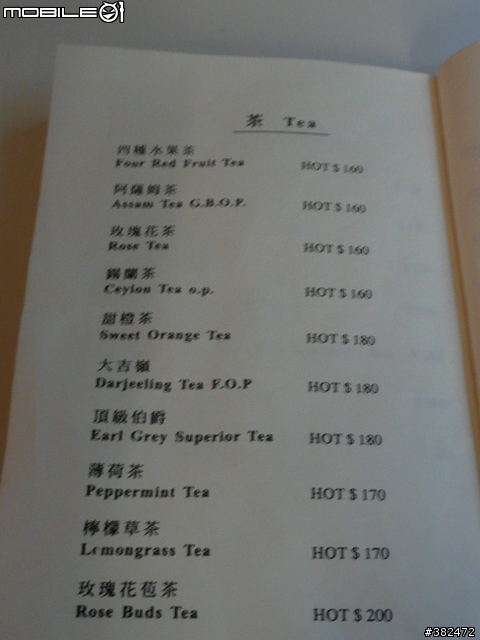 MOBILE01
茶 Tea
四種水果茶
Four Red Fruit Tea HOT $ 160
阿薩姆茶
Assam Tea G.B.O.P. HOT $ 160
玫瑰花茶
Rose Tea HOT $ 160
錫蘭茶
Ceylon Tea o.p. HOT $ 160
甜橙茶
Sweet Orange Tea HOT $ 180
大吉嶺
Darjeeling Tea F.O.P HOT $ 180
頂級伯爵
Earl Grey Superior Tea HOT $ 180
薄荷茶
Peppermint Tea HOT $ 170
檸檬草茶
Lemongrass Tea HOT $ 170
玫瑰花苞茶
Rose Buds Tea HOT $ 200
#382472